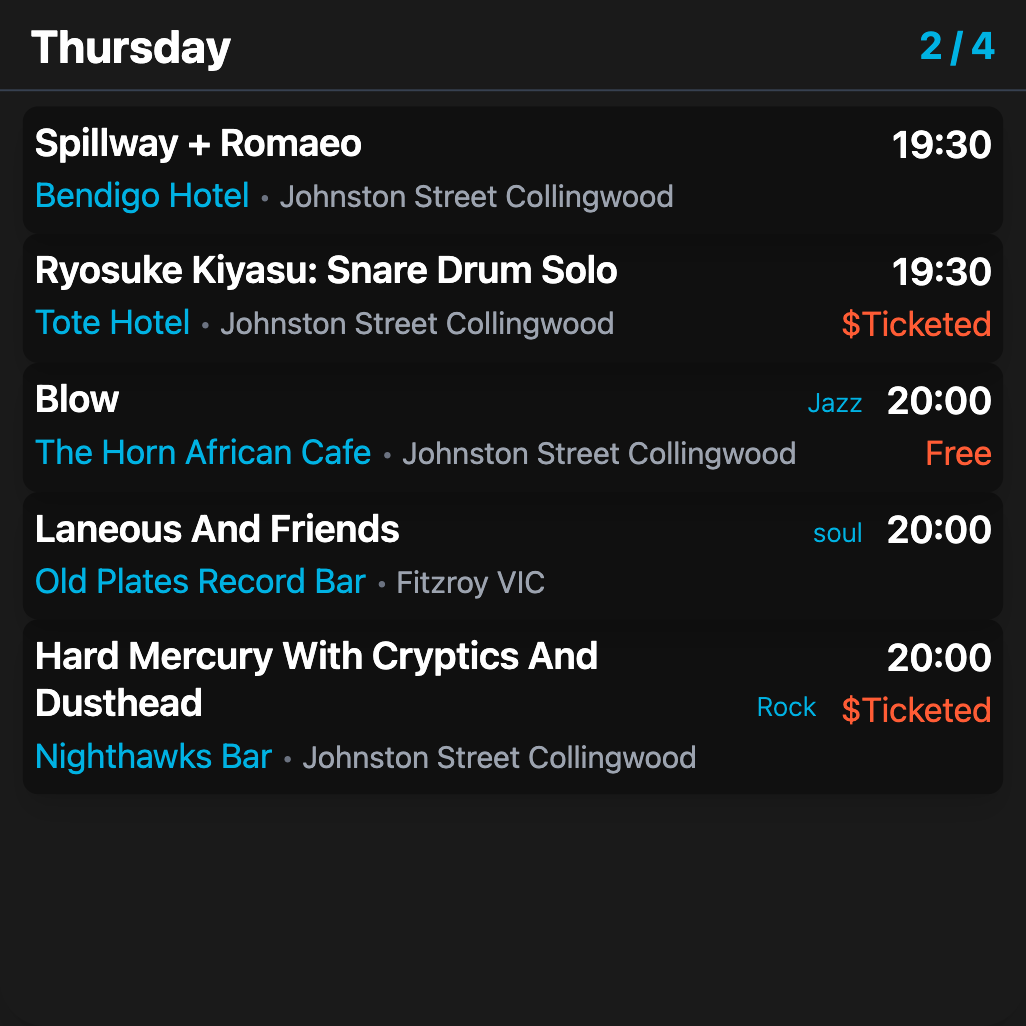 Thursday 2 / 4
Spillway + Romaeo 19:30
Bendigo Hotel • Johnston Street Collingwood
Ryosuke Kiyasu: Snare Drum Solo 19:30
Tote Hotel • Johnston Street Collingwood $Ticketed
Blow Jazz 20:00
The Horn African Cafe • Johnston Street Collingwood Free
Laneous And Friends soul 20:00
Old Plates Record Bar • Fitzroy VIC
Hard Mercury With Cryptics And 20:00
Dusthead Rock $Ticketed
Nighthawks Bar • Johnston Street Collingwood